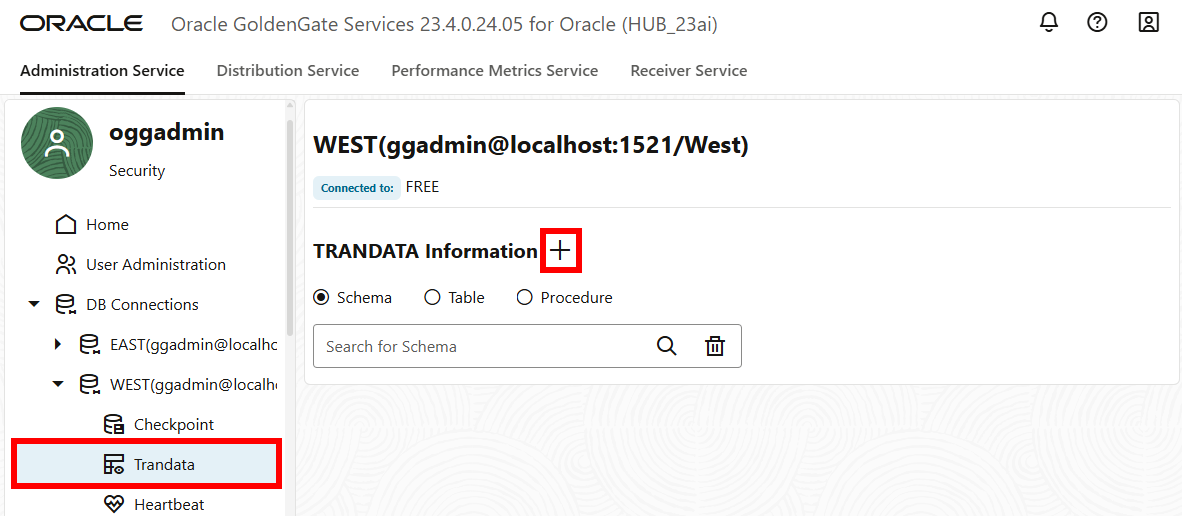 ORACLE Oracle GoldenGate Services 23.4.0.24.05 for Oracle (HUB_23ai)
Administration Service Distribution Service Performance Metrics Service Receiver Service
oggadmin
Security
Home
User Administration
DB Connections
EAST(ggadmin@localho
WEST(ggadmin@localh
Checkpoint
Trandata
Heartbeat
WEST(ggadmin@localhost:1521/West)
Connected to: FREE
TRANDATA Information
Schema Table Procedure
Search for Schema